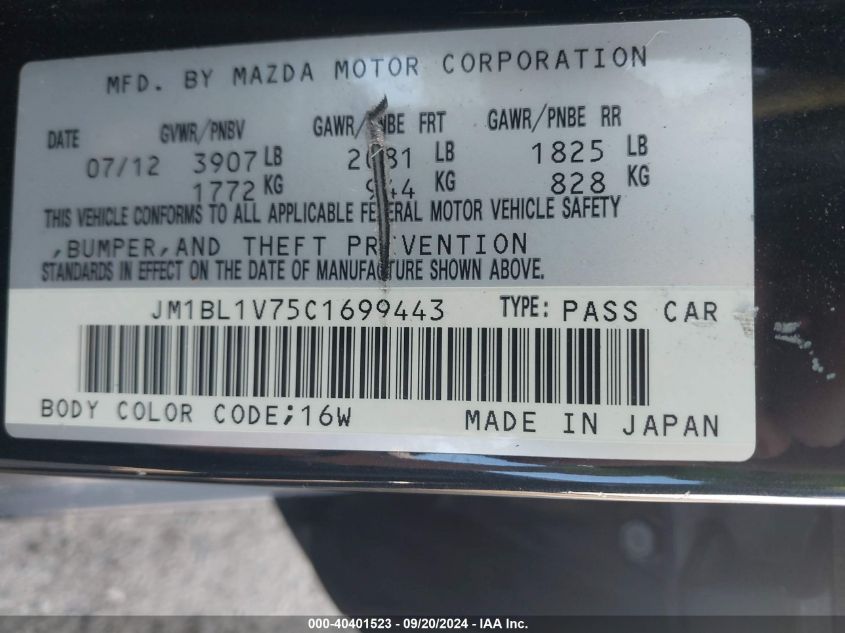 MFD. BY MAZDA MOTOR CORPORATION
DATE GVWR/PNBV GAWR/PNBE FRT GAWR/PNBE RR
07/12 3907 LB 2081 LB 1825 LB
1772 KG 944 KG 828 KG
THIS VEHICLE CONFORMS TO ALL APPLICABLE FEDERAL MOTOR VEHICLE SAFETY
,BUMPER,AND THEFT PREVENTION
STANDARDS IN EFFECT ON THE DATE OF MANUFACTURE SHOWN ABOVE.
JM1BL1V75C1699443 TYPE: PASS CAR
BODY COLOR CODE;16W MADE IN JAPAN
000-40401523 - 09/20/2024 - IAA Inc.